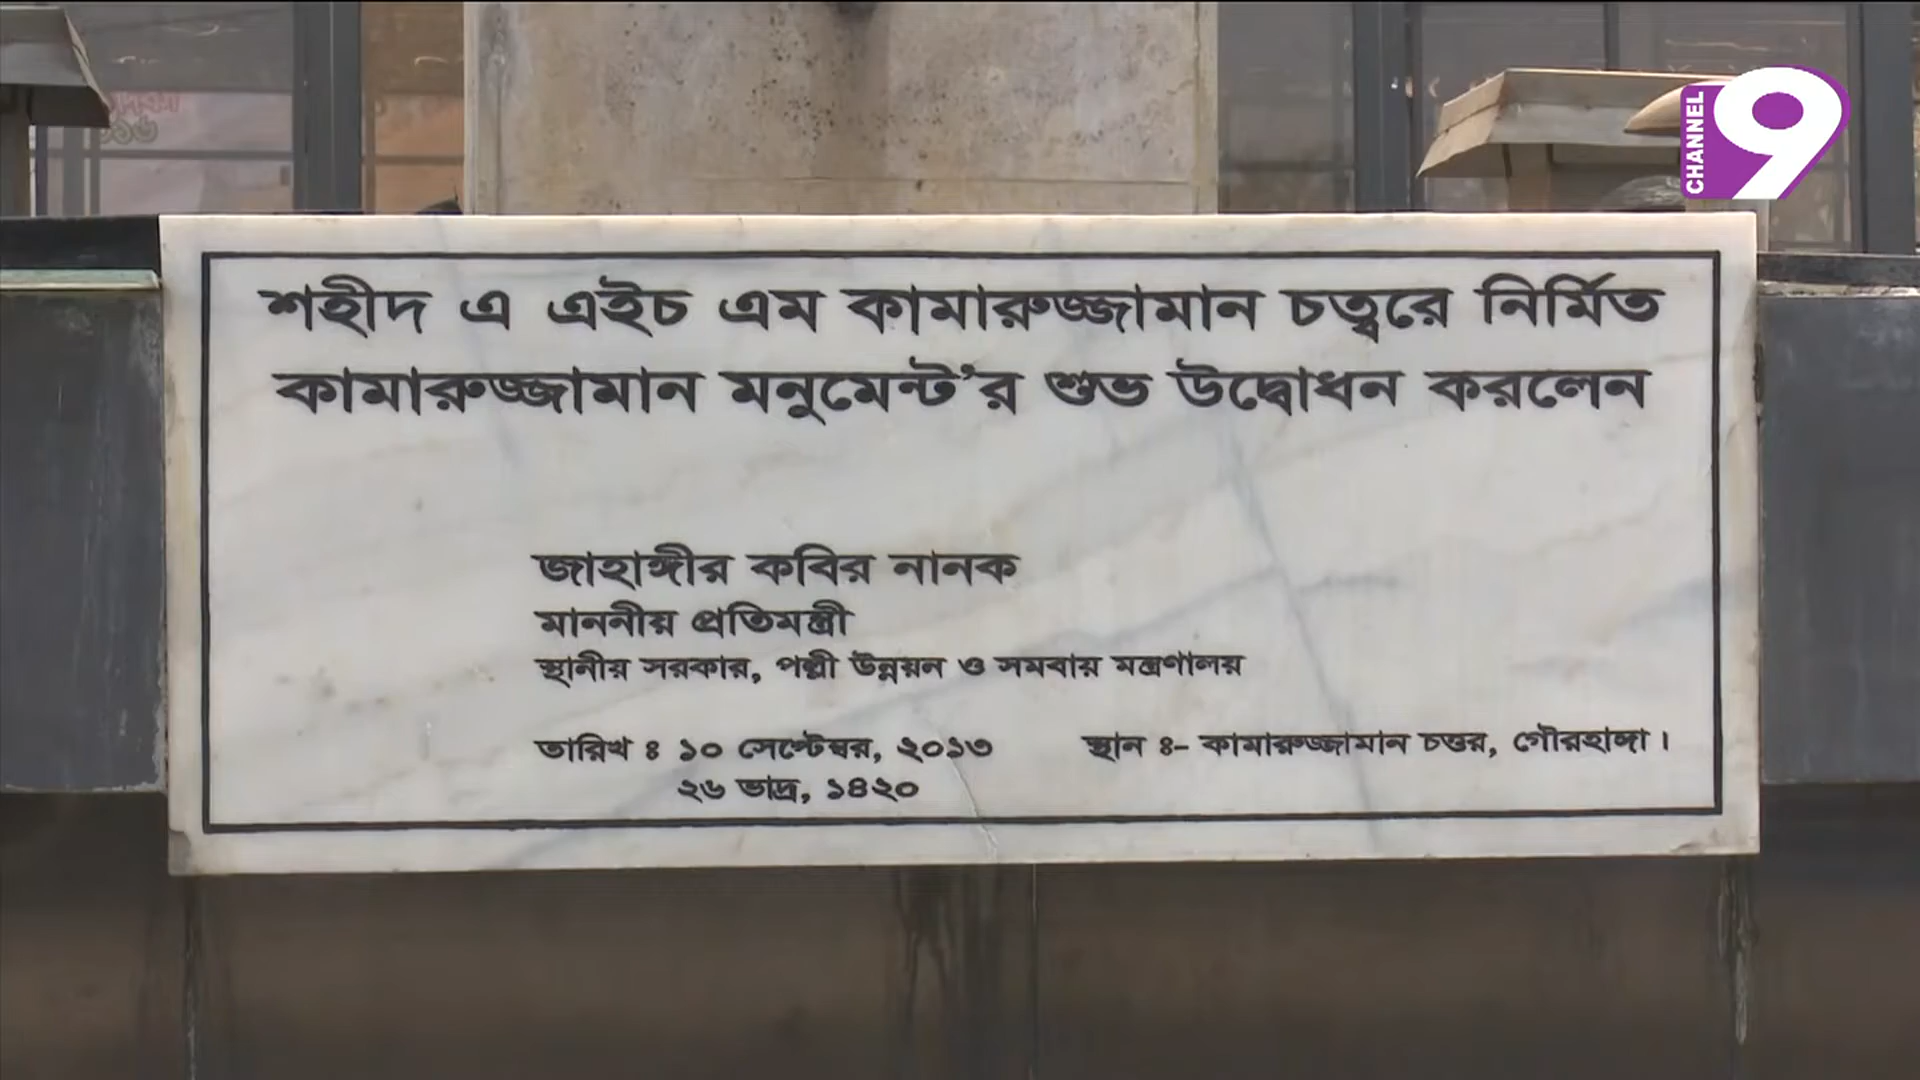 CHANNEL 9
শহীদ এ এইচ এম কামারুজ্জামান চত্বরে নির্মিত
কামারুজ্জামান মনুমেন্ট'র শুভ উদ্বোধন করলেন
জাহাঙ্গীর কবির নানক
মাননীয় প্রতিমন্ত্রী
স্থানীয় সরকার, পল্লী উন্নয়ন ও সমবায় মন্ত্রণালয়
তারিখ ঃ ১০ সেপ্টেম্বর, ২০১৩ স্থান ঃ- কামারুজ্জামান চত্তর, গৌরহাঙ্গা।
২৬ ভাদ্র, ১৪২০